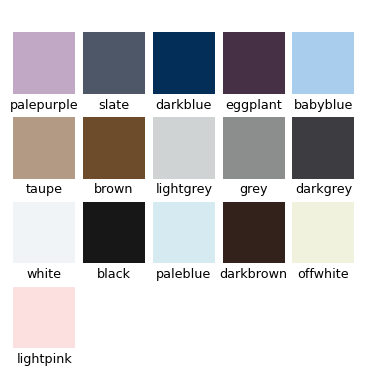 palepurple slate darkblue eggplant babyblue
taupe brown lightgrey grey darkgrey
white black paleblue darkbrown offwhite
lightpink